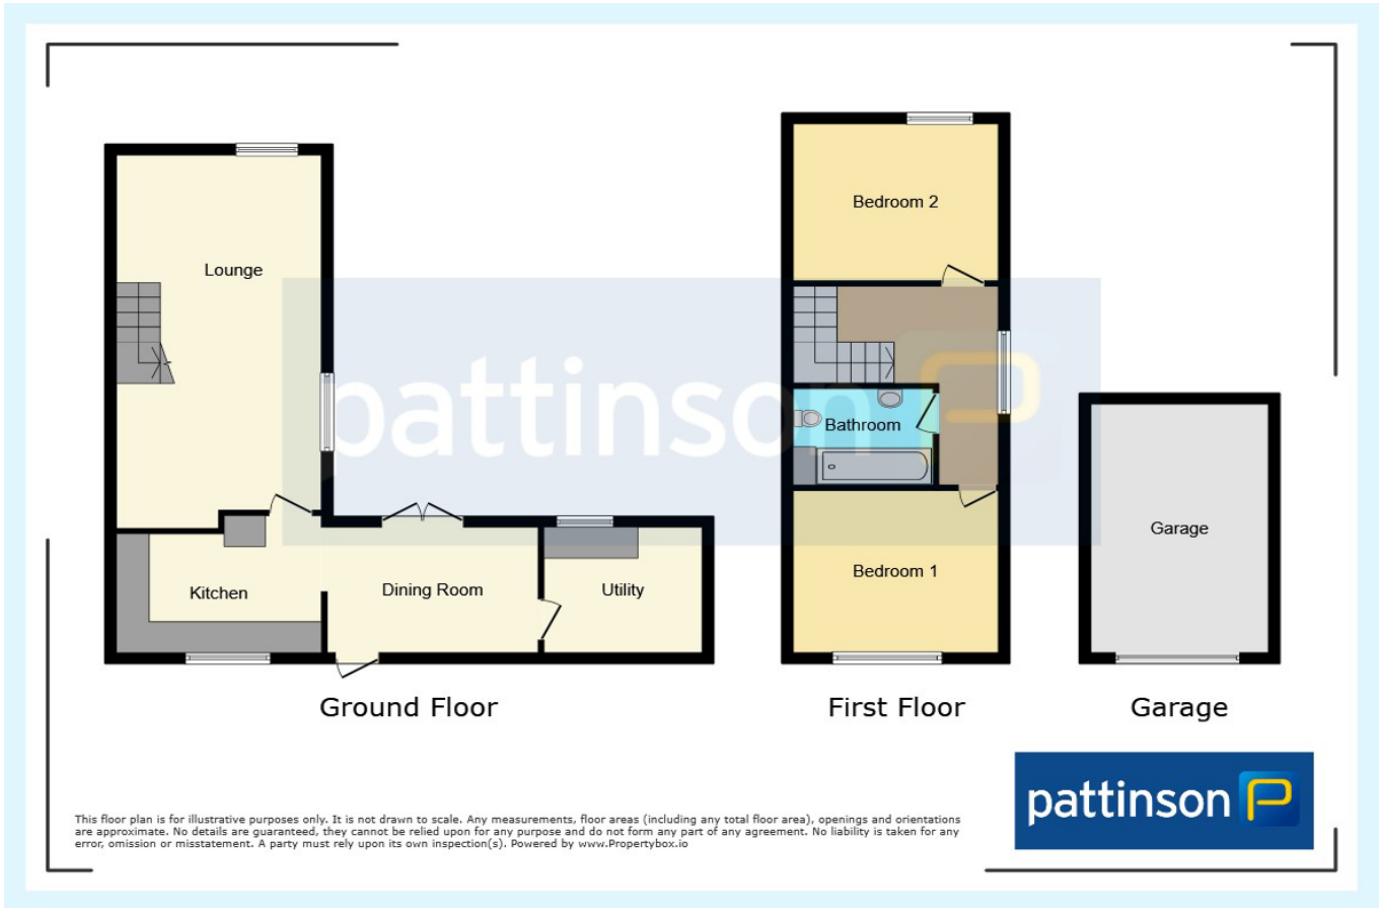 Bedroom 2
Lounge
pattinson
Bathroom
Garage
Bedroom 1
Kitchen
Dining Room
Utility
Ground Floor
First Floor
Garage
pattinson
This floor plan is for illustrative purposes only. It is not drawn to scale. Any measurements, floor areas (including any total floor area), openings and orientations
are approximate. No details are guaranteed, they cannot be relied upon for any purpose and do not form any part of any agreement. No liability is taken for any
error, omission or misstatement. A party must rely upon its own inspection(s). Powered by www.Propertybox.io